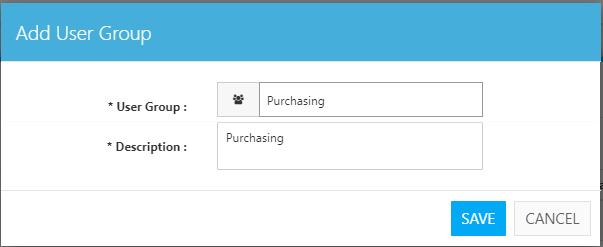 Add User Group
* User Group : Purchasing
* Description : Purchasing
SAVE CANCEL